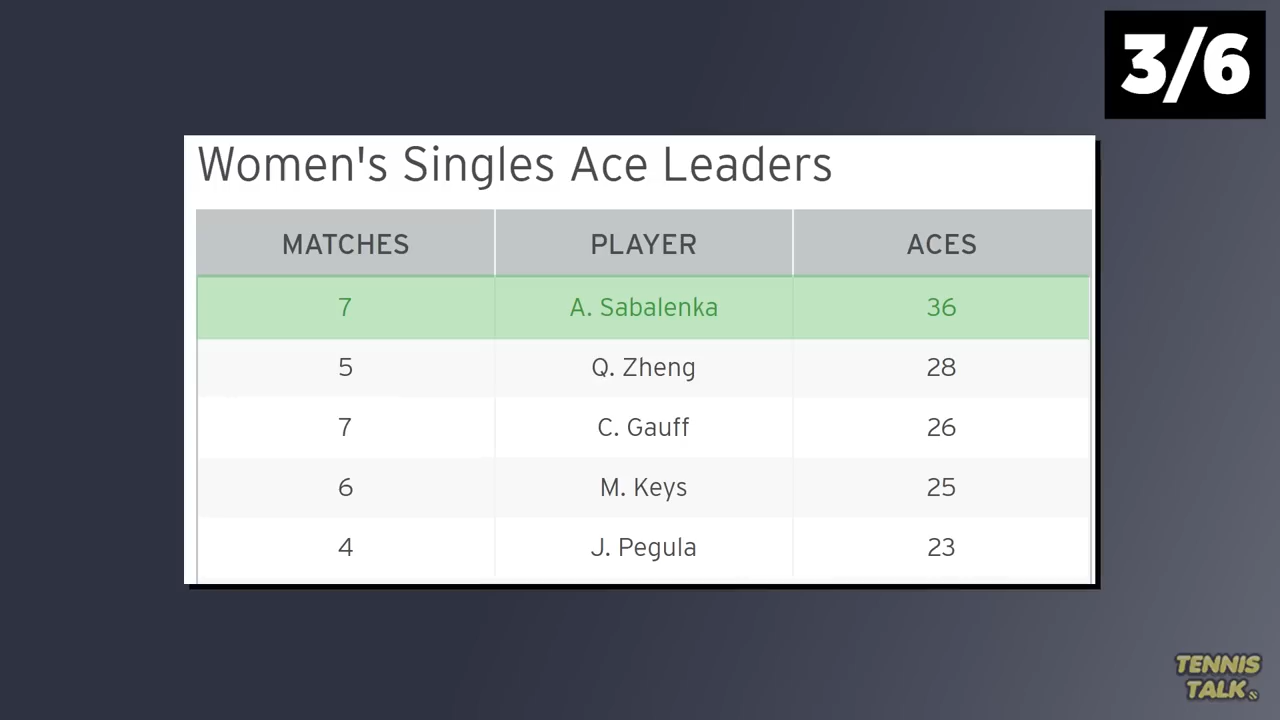 3/6
Women's Singles Ace Leaders
MATCHES PLAYER ACES
7 A. Sabalenka 36
5 Q. Zheng 28
7 C. Gauff 26
6 M. Keys 25
4 J. Pegula 23
TENNIS
TALK